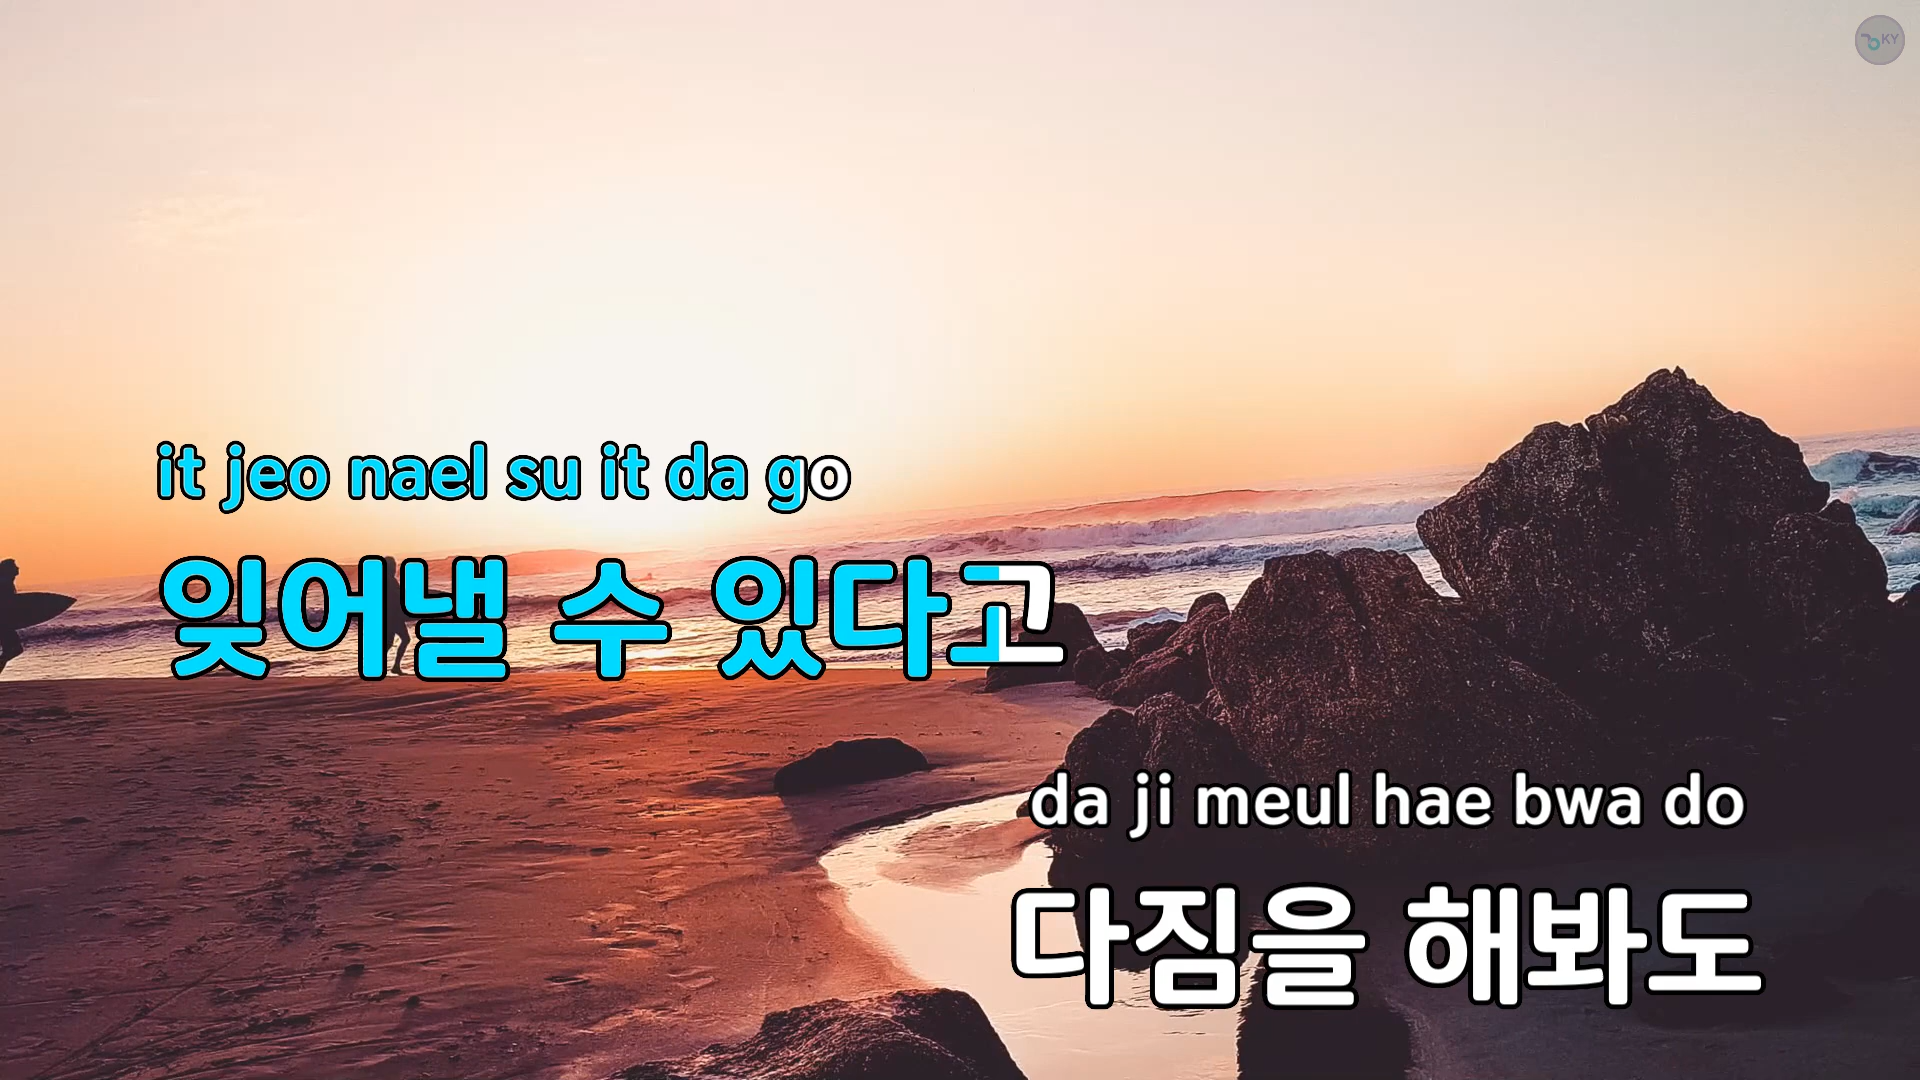 KY
it jeo nael su it da go
잊어낼 수 있다고
da ji meul hae bwa do
다짐을 해봐도